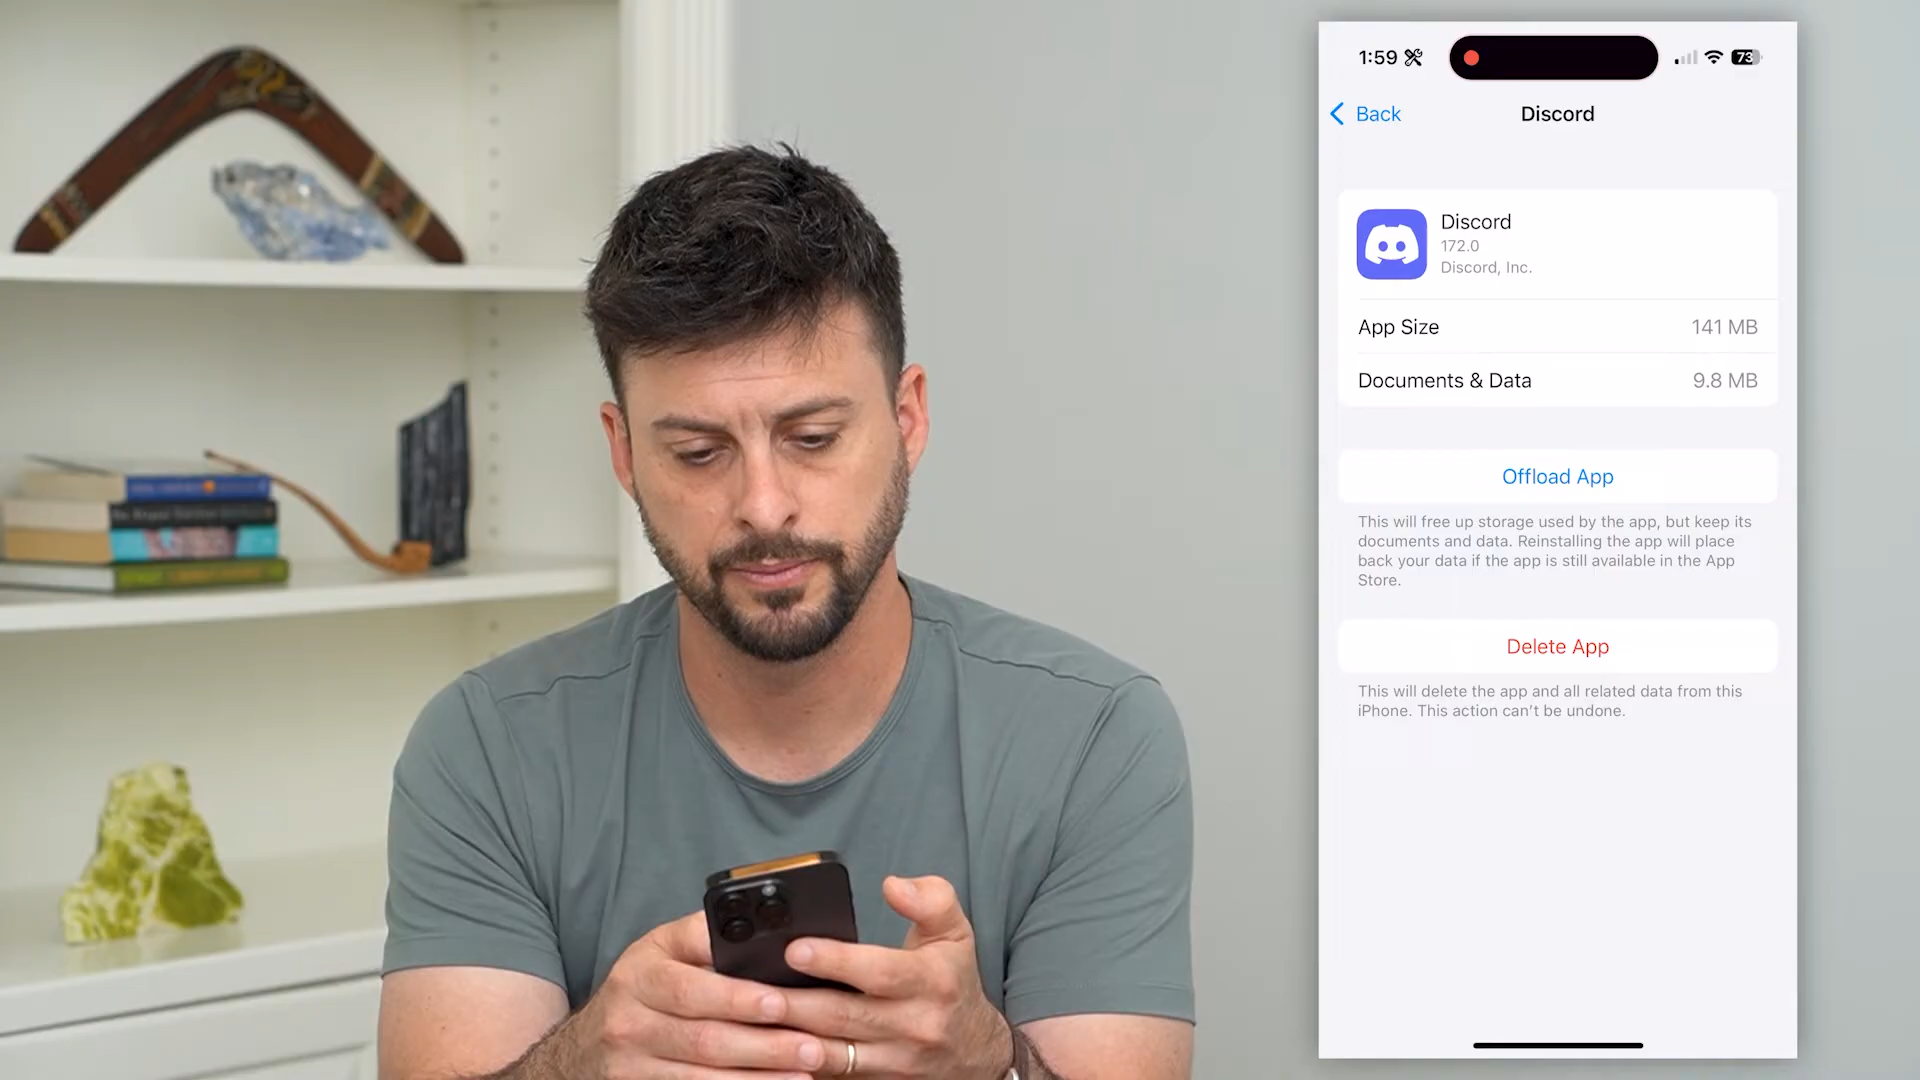 1:59
73
Back
Discord
Discord
172.0
Discord, Inc.
App Size
141 MB
Documents & Data
9.8 MB
Offload App
This will free up storage used by the app, but keep its
documents and data. Reinstalling the app will place
back your data if the app is still available in the App
Store.
Delete App
This will delete the app and all related data from this
iPhone. This action can't be undone.